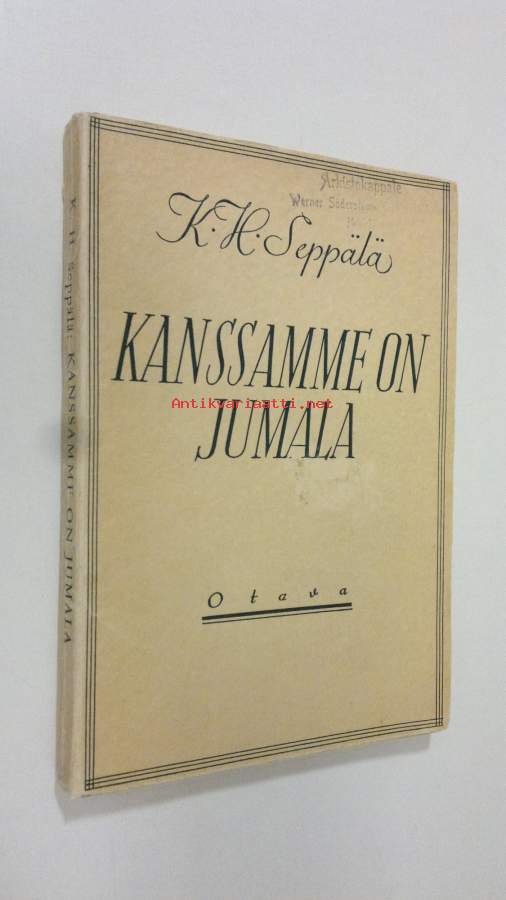 Arkistokappale
Werner Söderström
K. H. Seppälä
KANSSAMME ON
Antikvariaatti.net
JUMALA
Otava
K. H. Seppälä: KANSSAMME ON JUMALA